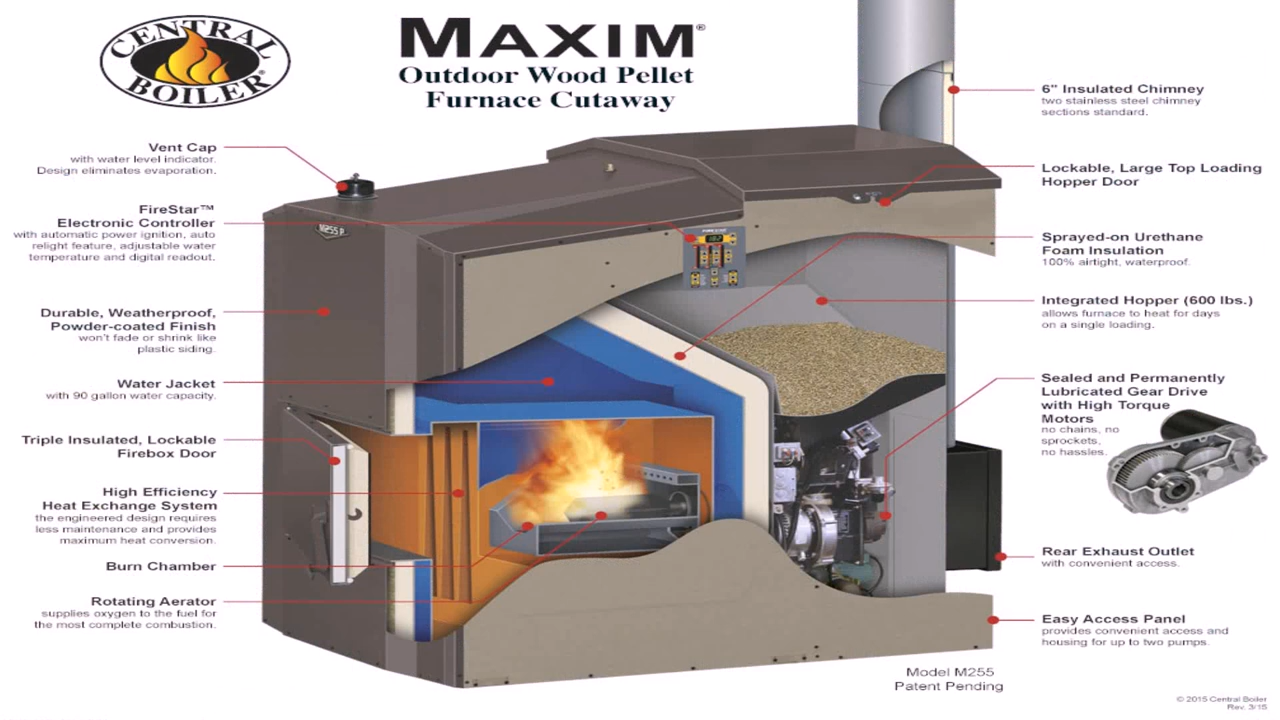 CENTRAL
BOILER®
MAXIM®
Outdoor Wood Pellet
Furnace Cutaway
Vent Cap
with water level indicator.
Design eliminates evaporation.
FireStar™
Electronic Controller
with automatic power ignition, auto
relight feature, adjustable water
temperature and digital readout.
Durable, Weatherproof,
Powder-coated Finish
won't fade or shrink like
plastic siding.
Water Jacket
with 90 gallon water capacity.
Triple Insulated, Lockable
Firebox Door
High Efficiency
Heat Exchange System
the engineered design requires
less maintenance and provides
maximum heat conversion.
Burn Chamber
Rotating Aerator
supplies oxygen to the fuel for
the most complete combustion.
M255 P
FIRESTAR
6" Insulated Chimney
two stainless steel chimney
sections standard.
Lockable, Large Top Loading
Hopper Door
Sprayed-on Urethane
Foam Insulation
100% airtight, waterproof.
Integrated Hopper (600 lbs.)
allows furnace to heat for days
on a single loading.
Sealed and Permanently
Lubricated Gear Drive
with High Torque
Motors
no chains, no
sprockets,
no hassles.
Rear Exhaust Outlet
with convenient access.
Easy Access Panel
provides convenient access and
housing for up to two pumps.
Model M255
Patent Pending
© 2015 Central Boiler
Rev. 3/15